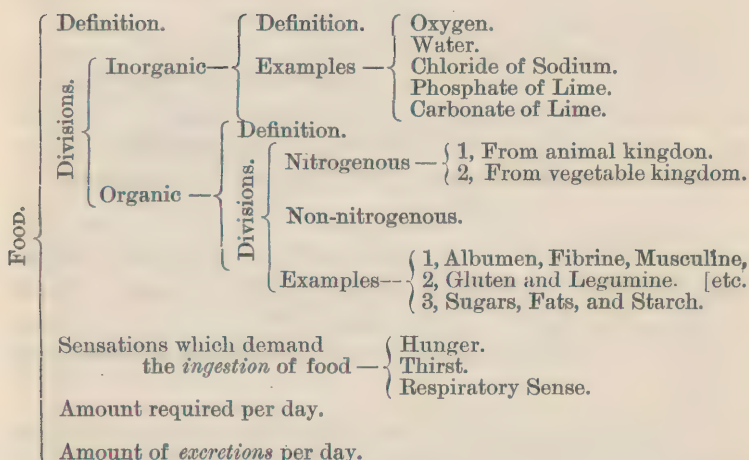 Definition.
Inorganic—
Definition.
Examples —
Oxygen.
Water.
Chloride of Sodium.
Phosphate of Lime.
Carbonate of Lime.
Divisions.
Organic —
Definition.
Divisions.
Nitrogenous —
1, From animal kingdon.
2, From vegetable kingdom.
Non-nitrogenous.
Examples--
1, Albumen, Fibrine, Musculine,
2, Gluten and Legumine. [etc.
3, Sugars, Fats, and Starch.
FOOD.
Sensations which demand
the ingestion of food —
Hunger.
Thirst.
Respiratory Sense.
Amount required per day.
Amount of excretions per day.